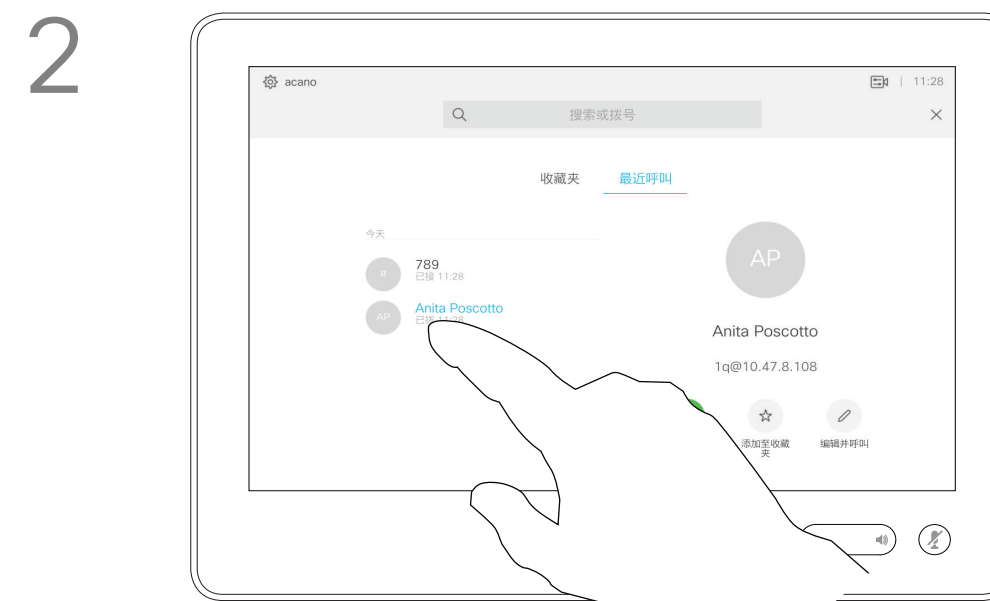 2
acano
11:28
搜索或拨号
收藏夹
最近呼叫
今天
#
789
已接 11:28
AP
Anita Poscotto
11:28
AP
Anita Poscotto
1q@10.47.8.108
添加至收藏
夹
编辑并呼叫